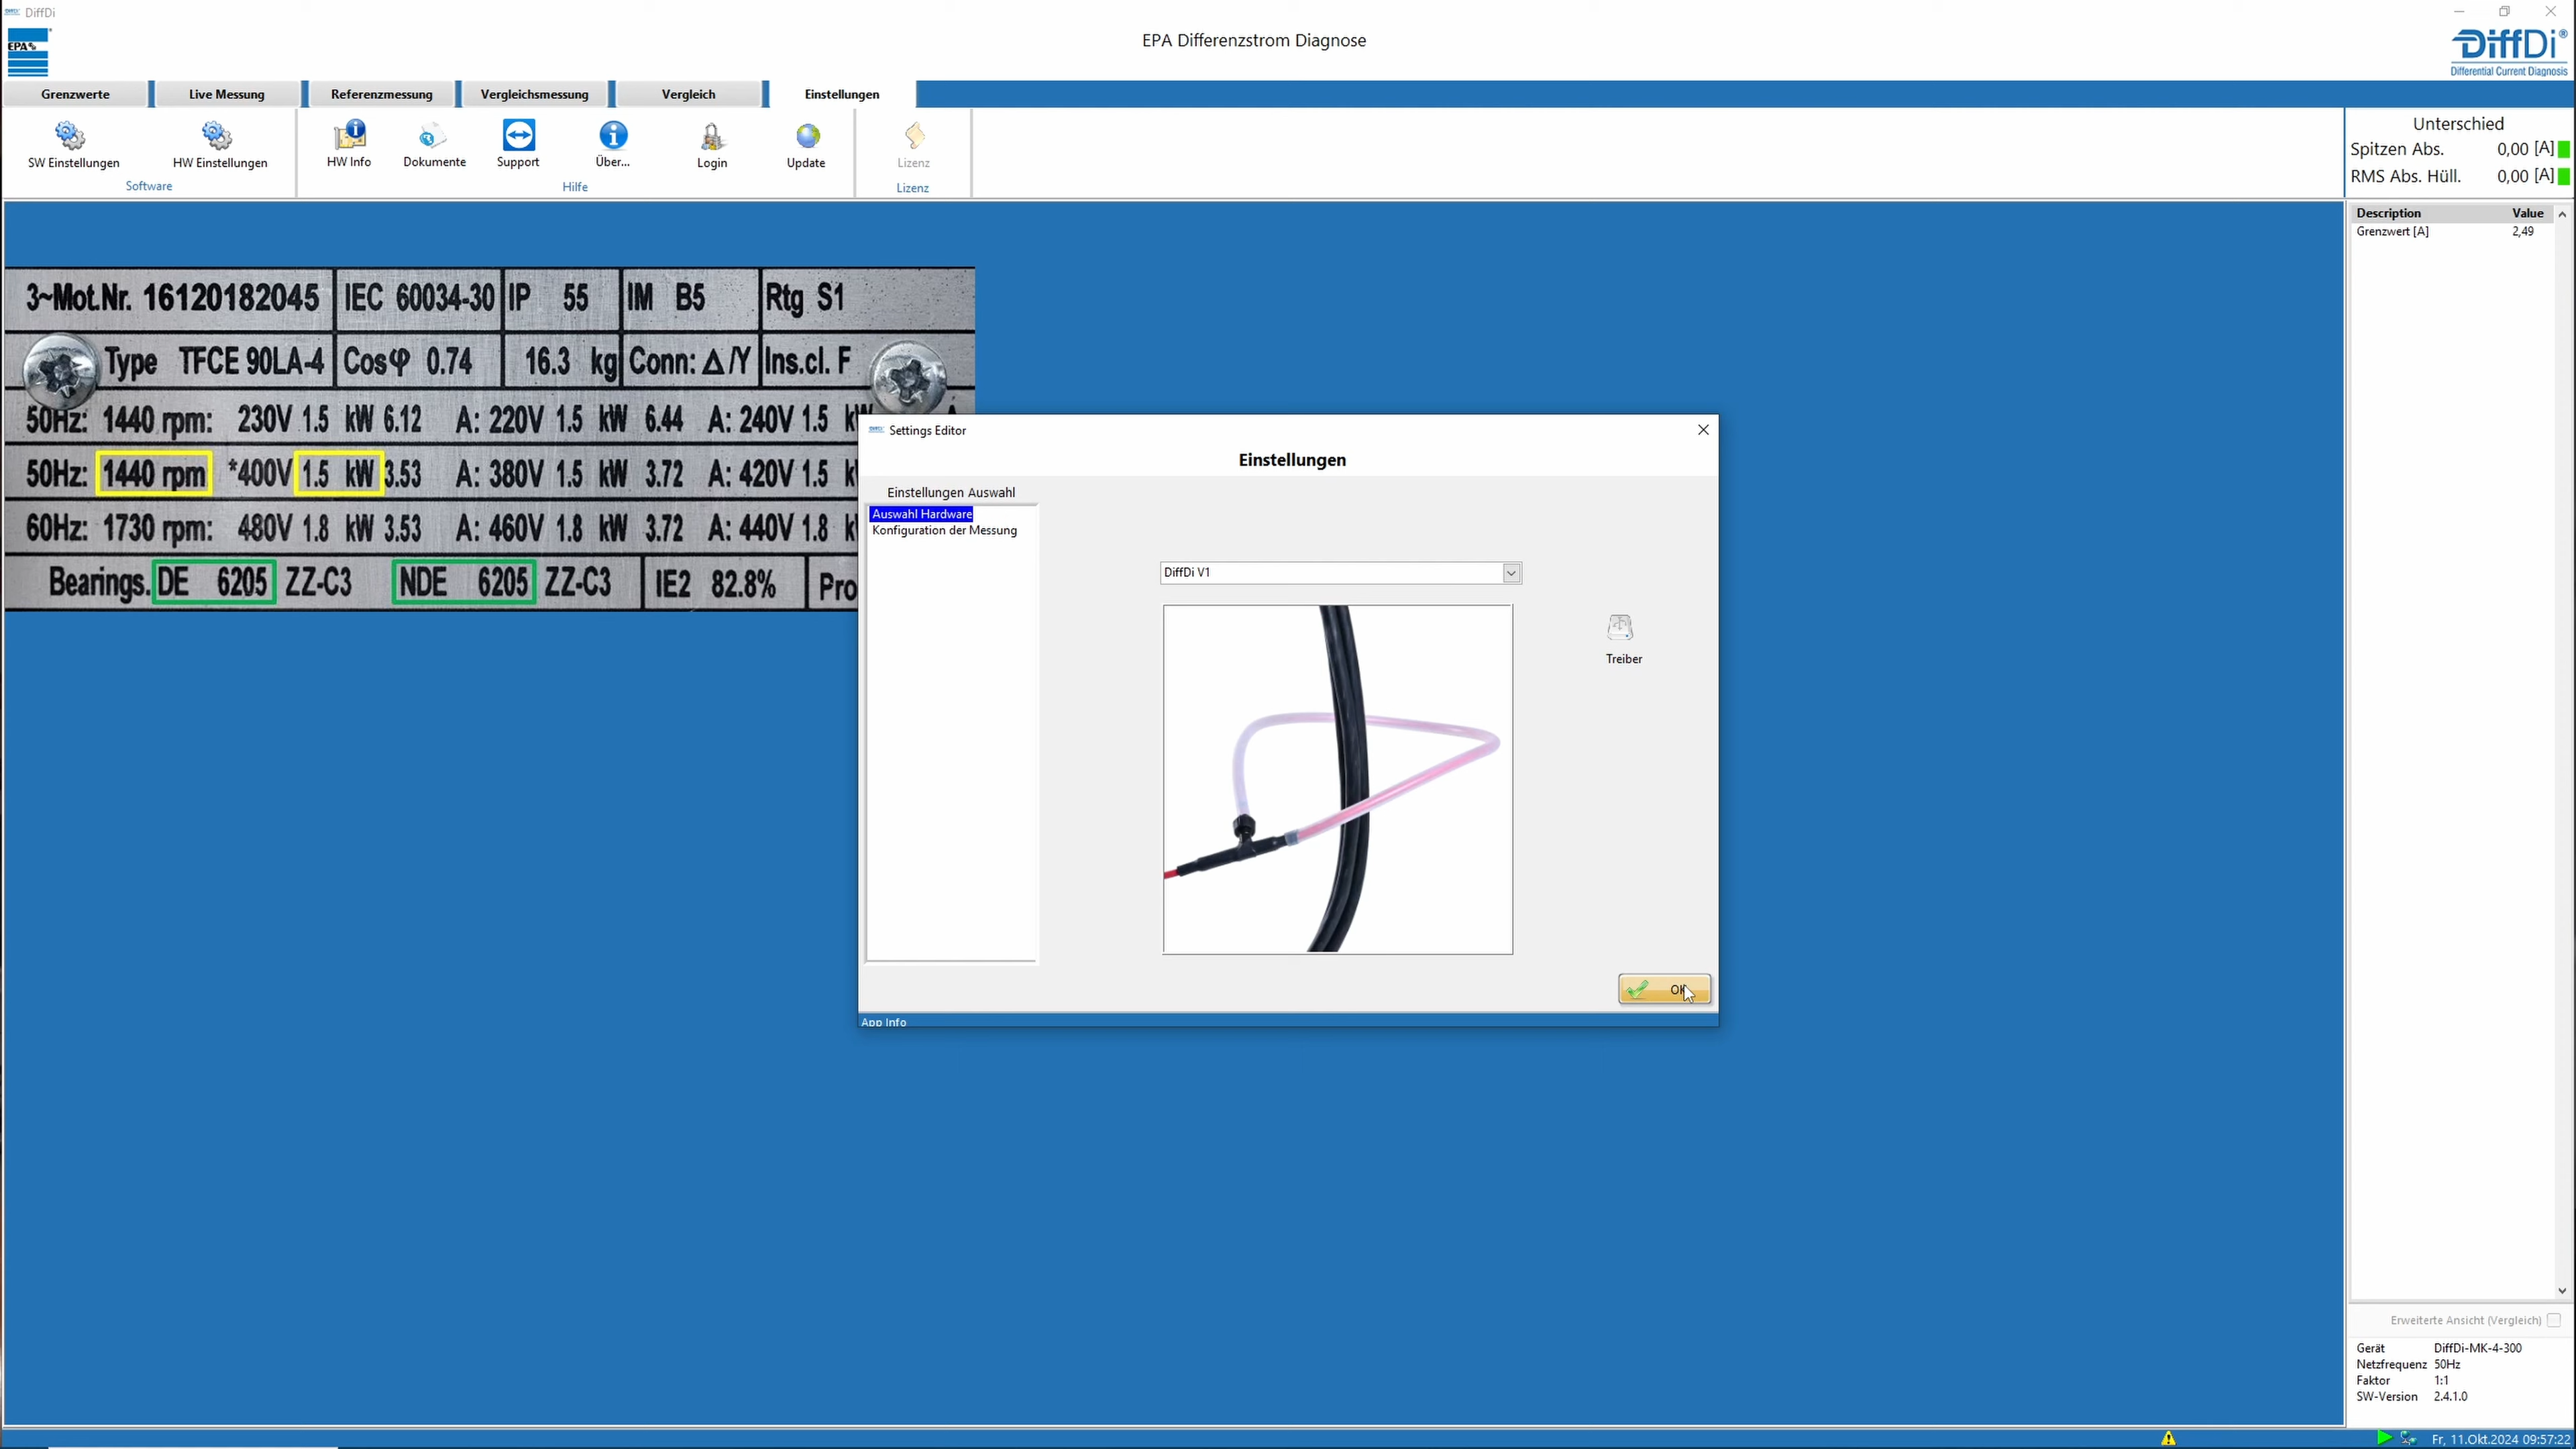 DiffDi
EPA
EPA Differenzstrom Diagnose
DiffDi®
Differential Current Diagnosis
Grenzwerte
Live Messung
Referenzmessung
Vergleichsmessung
Vergleich
Einstellungen
SW Einstellungen
HW Einstellungen
Software
HW Info
Dokumente
Support
Über...
Login
Update
Hilfe
Lizenz
Lizenz
Unterschied
Spitzen Abs. 0,00 [A]
RMS Abs. Hüll. 0,00 [A]
Description Value
Grenzwert [A] 2,49
3~Mot.Nr. 16120182045 IEC 60034-30 IP 55 IM B5 Rtg S1
Type TFCE 90LA-4 Cosφ 0.74 16.3 kg Conn: Δ/Y Ins.cl. F
50Hz: 1440 rpm: 230V 1.5 kW 6.12 A: 220V 1.5 kW 6.44 A: 240V 1.5
50Hz: 1440 rpm *400V 1.5 kW 3.53 A: 380V 1.5 kW 3.72 A: 420V 1.5
60Hz: 1730 rpm: 480V 1.8 kW 3.53 A: 460V 1.8 kW 3.72 A: 440V 1.8
Bearings. DE 6205 ZZ-C3 NDE 6205 ZZ-C3 IE2 82.8% Pro
Settings Editor
Einstellungen
Einstellungen Auswahl
Auswahl Hardware
Konfiguration der Messung
DiffDi V1
Treiber
OK
App Info
Erweiterte Ansicht (Vergleich)
Gerät DiffDi-MK-4-300
Netzfrequenz 50Hz
Faktor 1:1
SW-Version 2.4.1.0
Fr, 11.Okt.2024 09:57:22